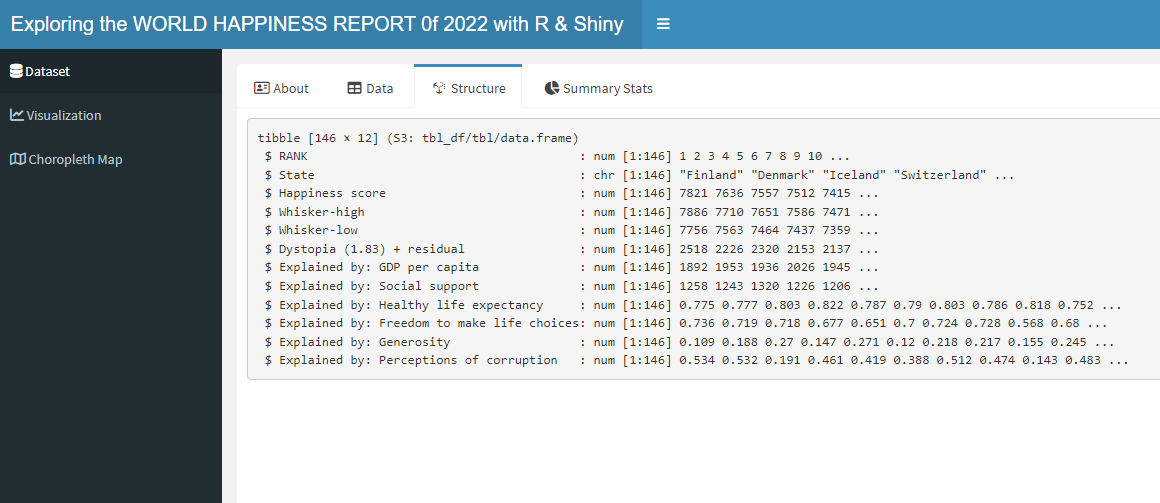 Exploring the WORLD HAPPINESS REPORT 0f 2022 with R & Shiny
Dataset
Visualization
Choropleth Map
About Data Structure Summary Stats
tibble [146 × 12] (S3: tbl_df/tbl/data.frame)
$ RANK : num [1:146] 1 2 3 4 5 6 7 8 9 10 ...
$ State : chr [1:146] "Finland" "Denmark" "Iceland" "Switzerland" ...
$ Happiness score : num [1:146] 7821 7636 7557 7512 7415 ...
$ Whisker-high : num [1:146] 7886 7710 7651 7586 7471 ...
$ Whisker-low : num [1:146] 7756 7563 7464 7437 7359 ...
$ Dystopia (1.83) + residual : num [1:146] 2518 2226 2320 2153 2137 ...
$ Explained by: GDP per capita : num [1:146] 1892 1953 1936 2026 1945 ...
$ Explained by: Social support : num [1:146] 1258 1243 1320 1226 1206 ...
$ Explained by: Healthy life expectancy : num [1:146] 0.775 0.777 0.803 0.822 0.787 0.79 0.803 0.786 0.818 0.752 ...
$ Explained by: Freedom to make life choices: num [1:146] 0.736 0.719 0.718 0.677 0.651 0.7 0.724 0.728 0.568 0.68 ...
$ Explained by: Generosity : num [1:146] 0.109 0.188 0.27 0.147 0.271 0.12 0.218 0.217 0.155 0.245 ...
$ Explained by: Perceptions of corruption : num [1:146] 0.534 0.532 0.191 0.461 0.419 0.388 0.512 0.474 0.143 0.483 ...